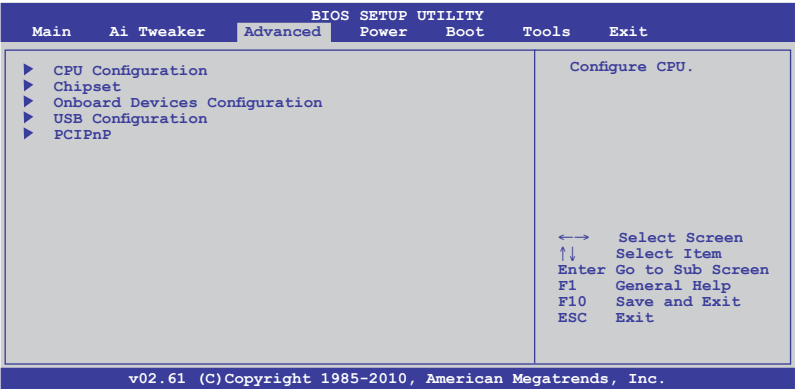 BIOS SETUP UTILITY
Main Ai Tweaker Advanced Power Boot Tools Exit
CPU Configuration
Chipset
Onboard Devices Configuration
USB Configuration
PCIPnP
Configure CPU.
←→ Select Screen
↑↓ Select Item
Enter Go to Sub Screen
F1 General Help
F10 Save and Exit
ESC Exit
v02.61 (C)Copyright 1985-2010, American Megatrends, Inc.